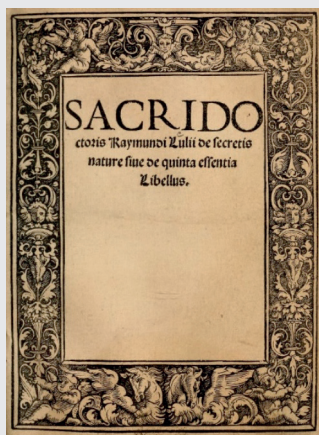 SACRIDO
ctoris Raymundi Lulii de secretis
nature siue de quinta essentia
Libellus.